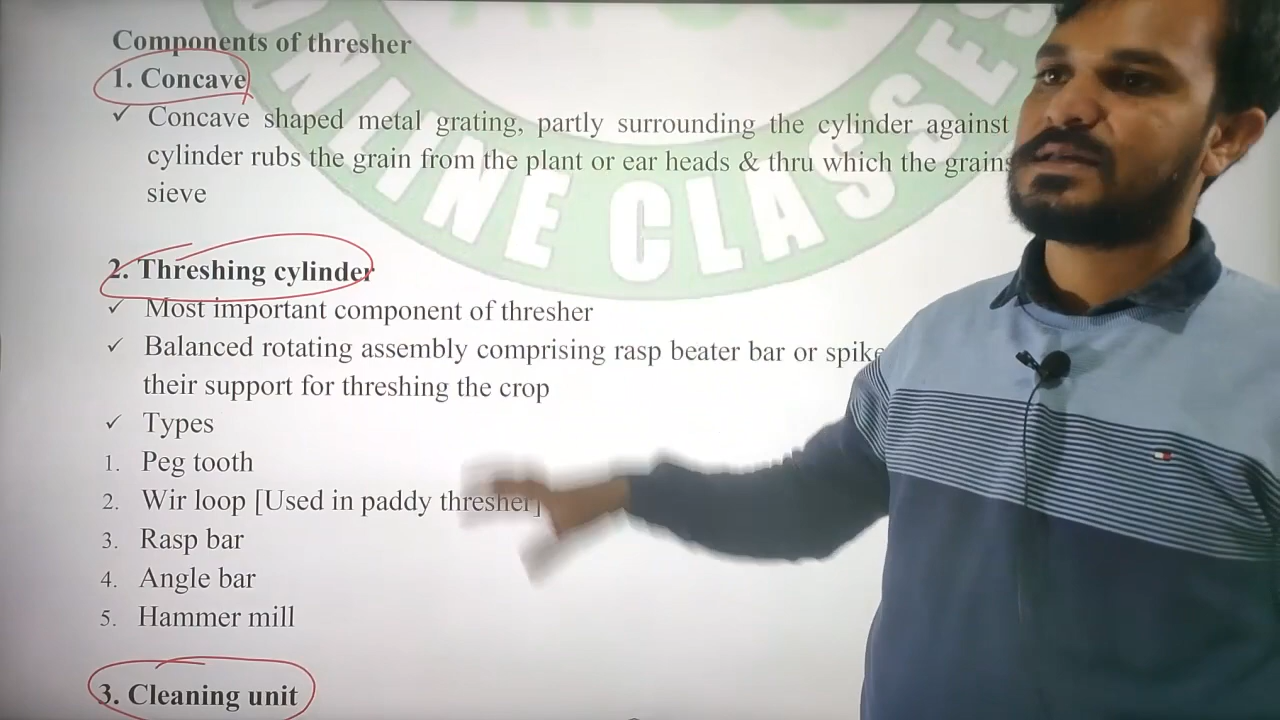 Components of thresher
1. Concave
✓ Concave shaped metal grating, partly surrounding the cylinder against
cylinder rubs the grain from the plant or ear heads & thru which the grains
sieve
2. Threshing cylinder
✓ Most important component of thresher
✓ Balanced rotating assembly comprising rasp beater bar or spike
their support for threshing the crop
✓ Types
1. Peg tooth
2. Wir loop [Used in paddy thresher]
3. Rasp bar
4. Angle bar
5. Hammer mill
3. Cleaning unit
ONLINE CLASSES